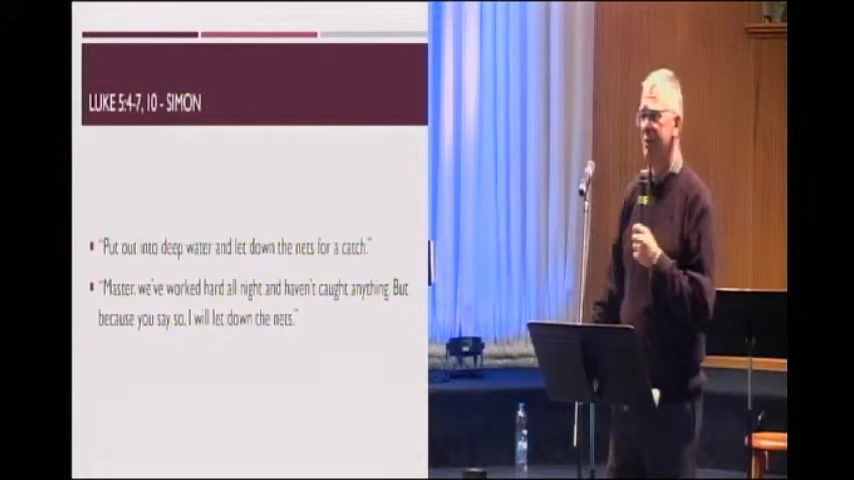 LUKE 5:4-7, 10 - SIMON
"Put out into deep water and let down the nets for a catch."
"Master, we've worked hard all night and haven't caught anything. But
because you say so, I will let down the nets."